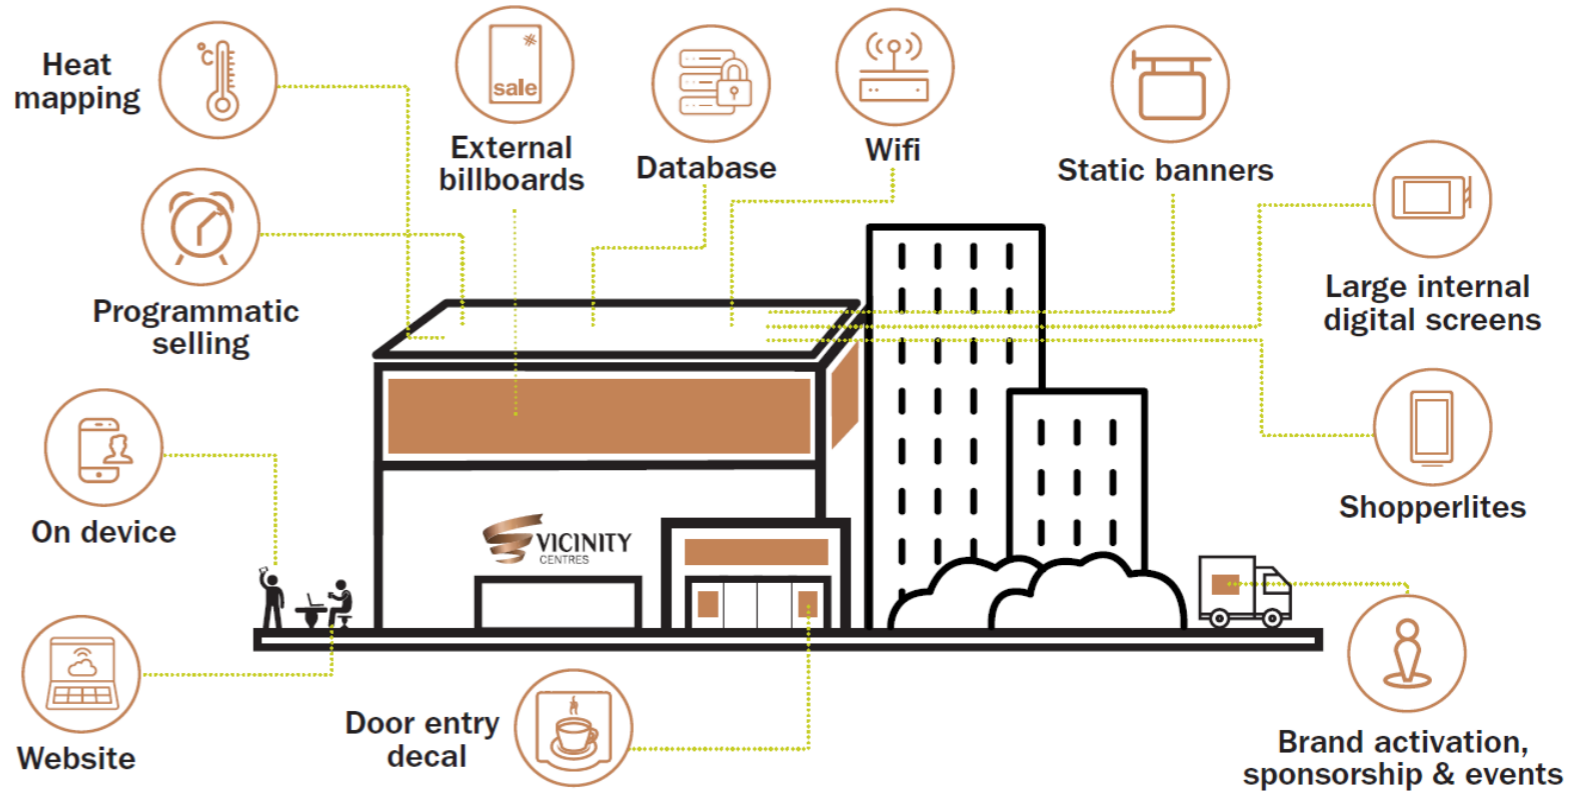 Heat
mapping
sale
External
billboards
Database
Wifi
Static banners
Programmatic
selling
Large internal
digital screens
On device
Shopperlites
VICINITY
CENTRES
Website
Door entry
decal
Brand activation,
sponsorship & events
°C